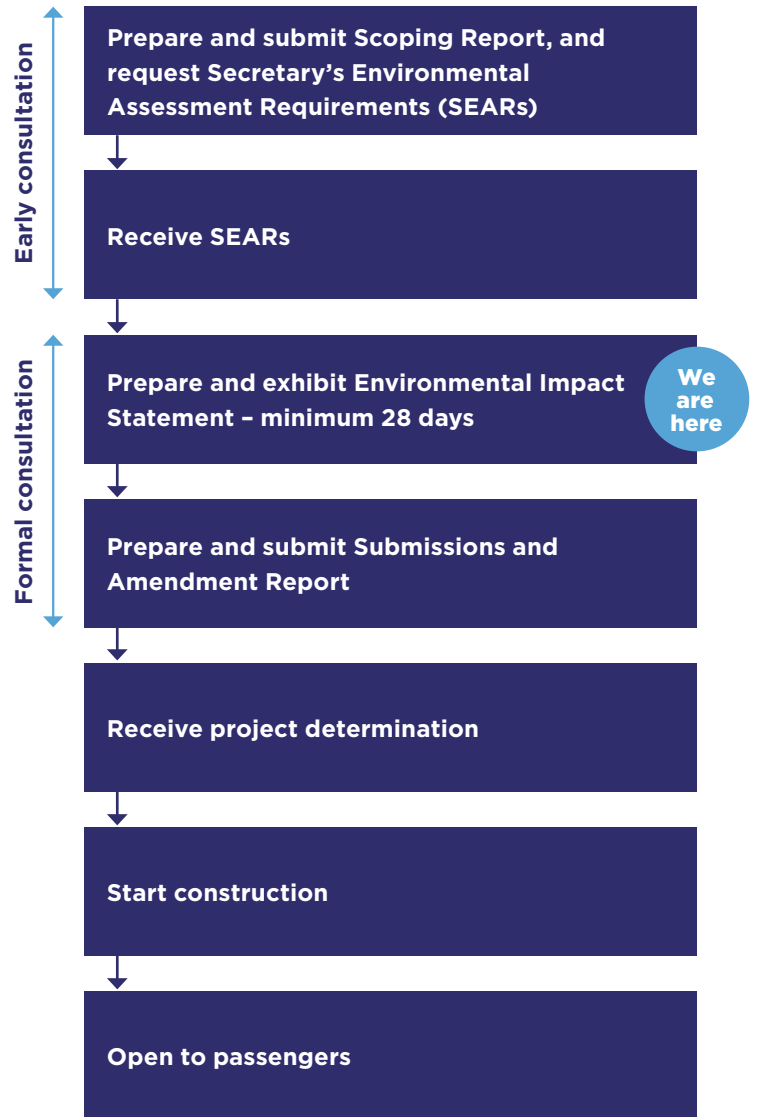 Early consultation
Prepare and submit Scoping Report, and
request Secretary’s Environmental
Assessment Requirements (SEARs)
Receive SEARs
Formal consultation
Prepare and exhibit Environmental Impact
Statement – minimum 28 days
We
are
here
Prepare and submit Submissions and
Amendment Report
Receive project determination
Start construction
Open to passengers